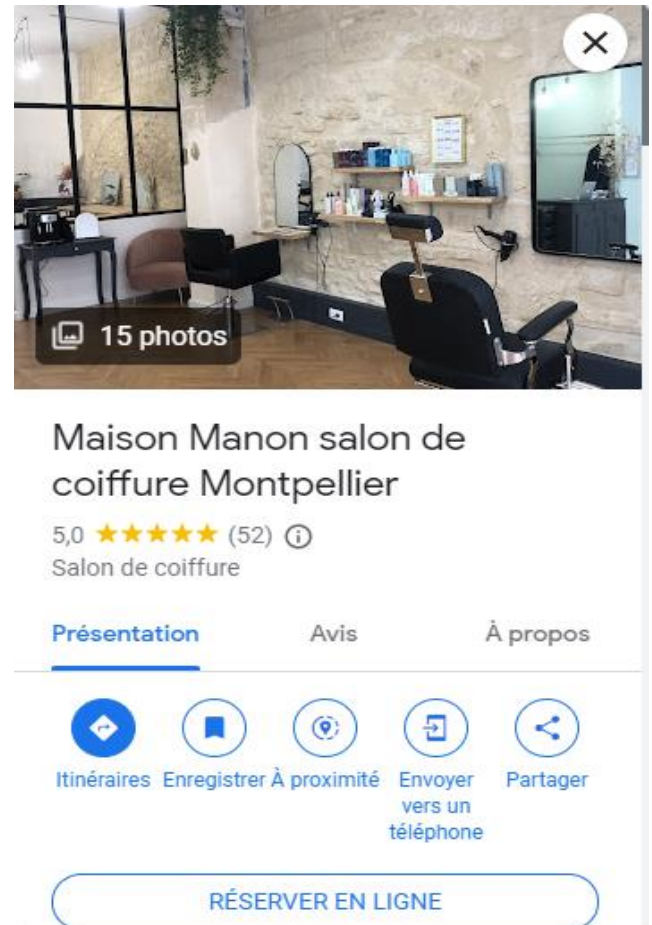 15 photos
Maison Manon salon de
coiffure Montpellier
5,0 ★★★★★ (52)
Salon de coiffure
Présentation Avis À propos
Itinéraires Enregistrer À proximité Envoyer vers un téléphone Partager
RÉSERVER EN LIGNE